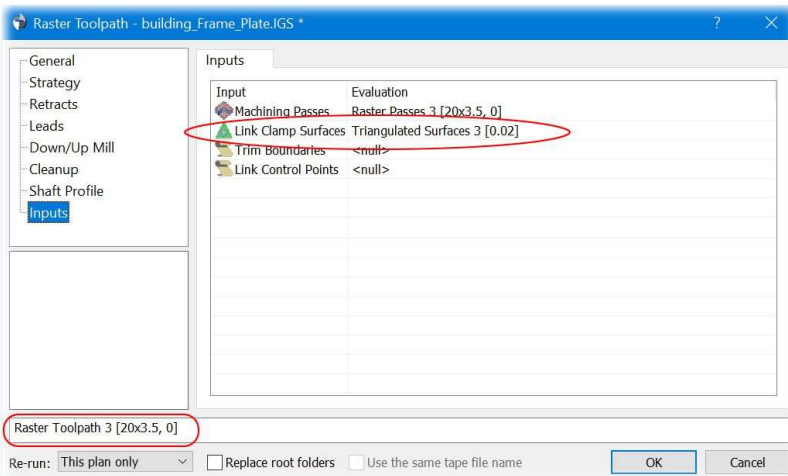 Raster Toolpath - building_Frame_Plate.IGS *
General
Strategy
Retracts
Leads
Down/Up Mill
Cleanup
Shaft Profile
Inputs
Inputs
Input Evaluation
Machining Passes Raster Passes 3 [20x3.5, 0]
Link Clamp Surfaces Triangulated Surfaces 3 [0.02]
Trim Boundaries <null>
Link Control Points <null>
Raster Toolpath 3 [20x3.5, 0]
Re-run: This plan only Replace root folders Use the same tape file name OK Cancel